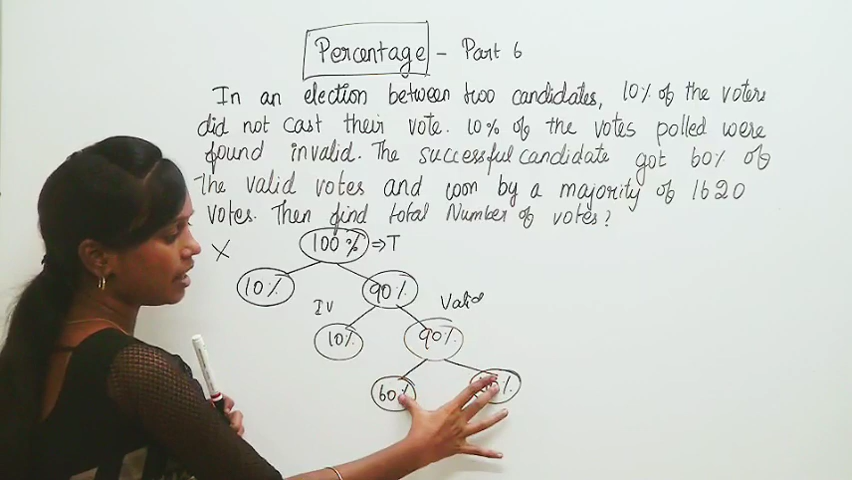 Percentage - Part 6
In an election between two candidates, 10% of the voters
did not cast their vote. 10% of the votes polled were
found invalid. The successful candidate got 60% of
the valid votes and won by a majority of 1620
votes. Then find total Number of votes?
X 100% ⇒ T
10% 90%
IV Valid
10% 90%
60% %